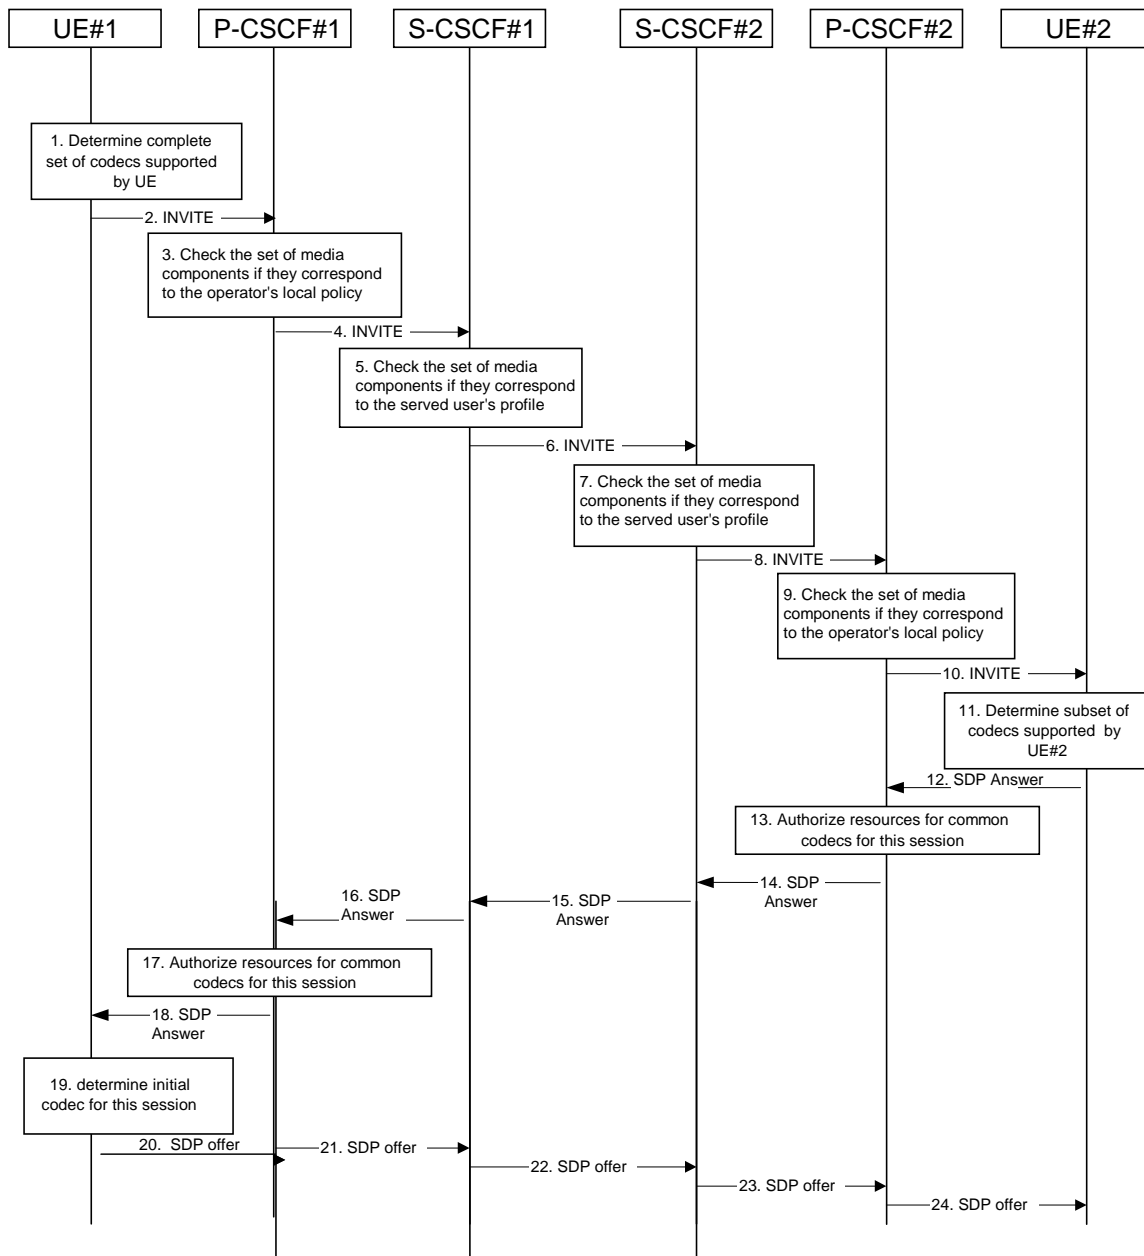 UE#1
P-CSCF#1
S-CSCF#1
S-CSCF#2
P-CSCF#2
UE#2
1. Determine complete
set of codecs supported
by UE
2. INVITE
3. Check the set of media
components if they correspond
to the operator's local policy
4. INVITE
5. Check the set of media
components if they correspond
to the served user's profile
6. INVITE
7. Check the set of media
components if they correspond
to the served user's profile
8. INVITE
9. Check the set of media
components if they correspond
to the operator's local policy
10. INVITE
11. Determine subset of
codecs supported by
UE#2
12. SDP Answer
13. Authorize resources for common
codecs for this session
14. SDP
Answer
15. SDP
Answer
16. SDP
Answer
17. Authorize resources for common
codecs for this session
18. SDP
Answer
19. determine initial
codec for this session
20. SDP offer
21. SDP offer
22. SDP offer
23. SDP offer
24. SDP offer